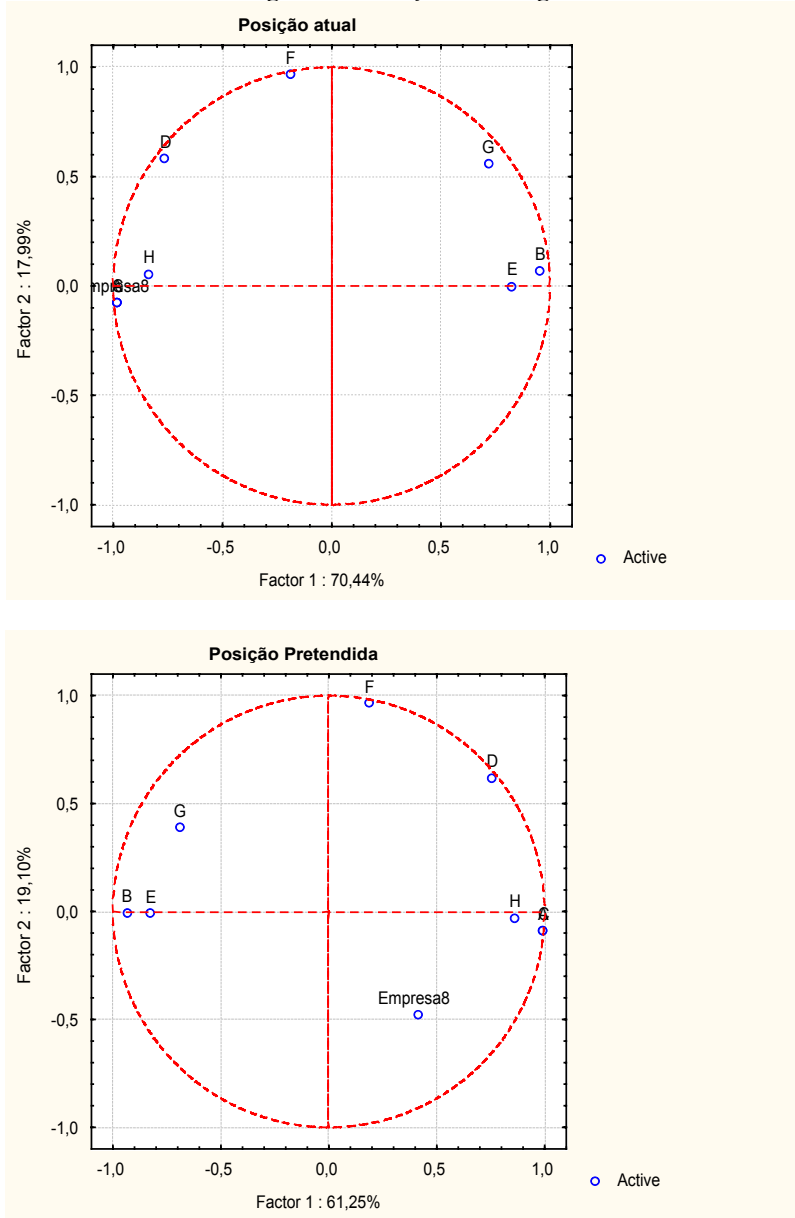 Posição atual
F
1,0
D
G
0,5
H
B
E
0,0
-0,5
-1,0
-1,0 -0,5 0,0 0,5 1,0
Factor 2 : 17,99%
Factor 1 : 70,44%
Active
Posição Pretendida
F
1,0
D
0,5
G
B E
H
0,0
Empresa8
-0,5
-1,0
-1,0 -0,5 0,0 0,5 1,0
Factor 2 : 19,10%
Factor 1 : 61,25%
Active